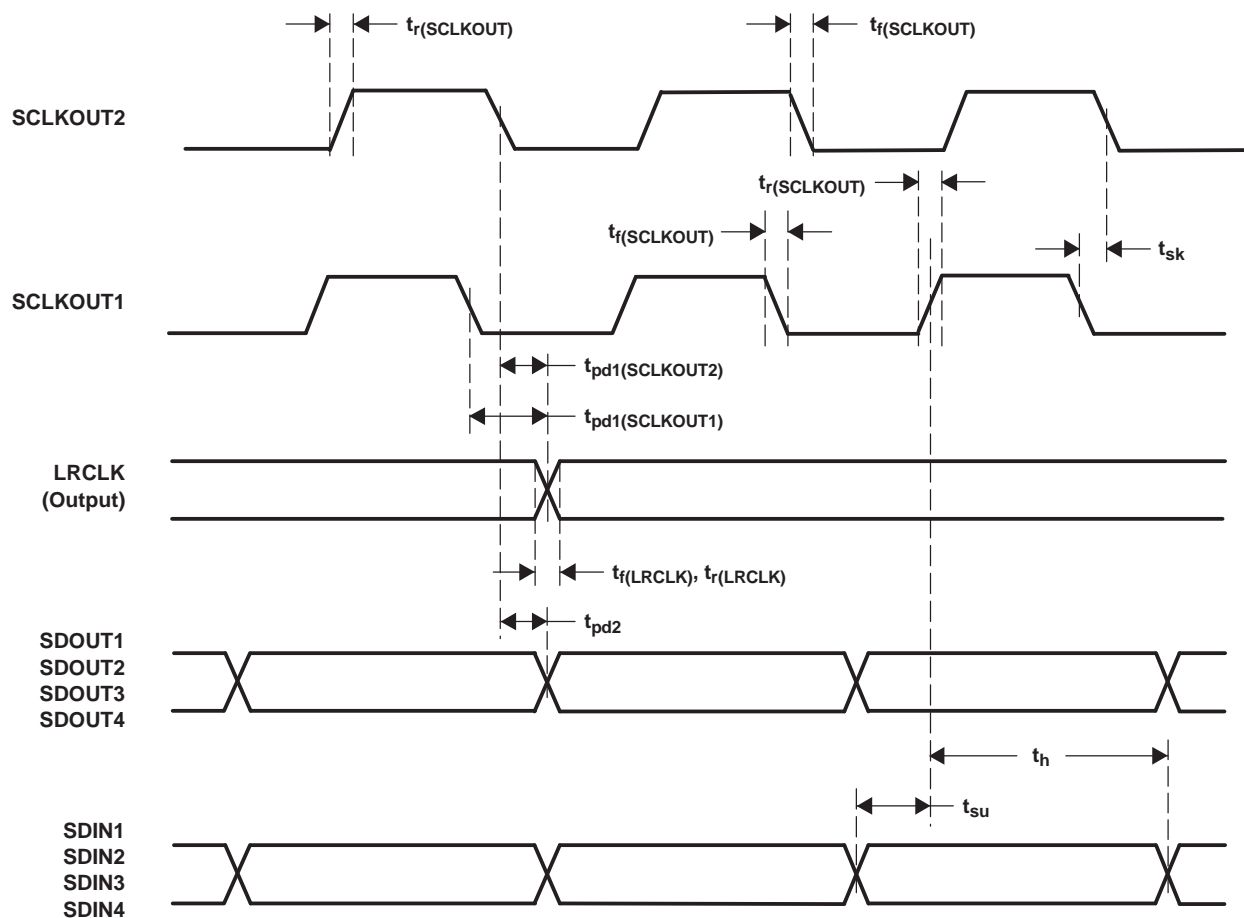 tr(SCLKOUT)
tf(SCLKOUT)
SCLKOUT2
tr(SCLKOUT)
tf(SCLKOUT)
tsk
SCLKOUT1
tpd1(SCLKOUT2)
tpd1(SCLKOUT1)
LRCLK
(Output)
tf(LRCLK), tr(LRCLK)
tpd2
SDOUT1
SDOUT2
SDOUT3
SDOUT4
th
tsu
SDIN1
SDIN2
SDIN3
SDIN4